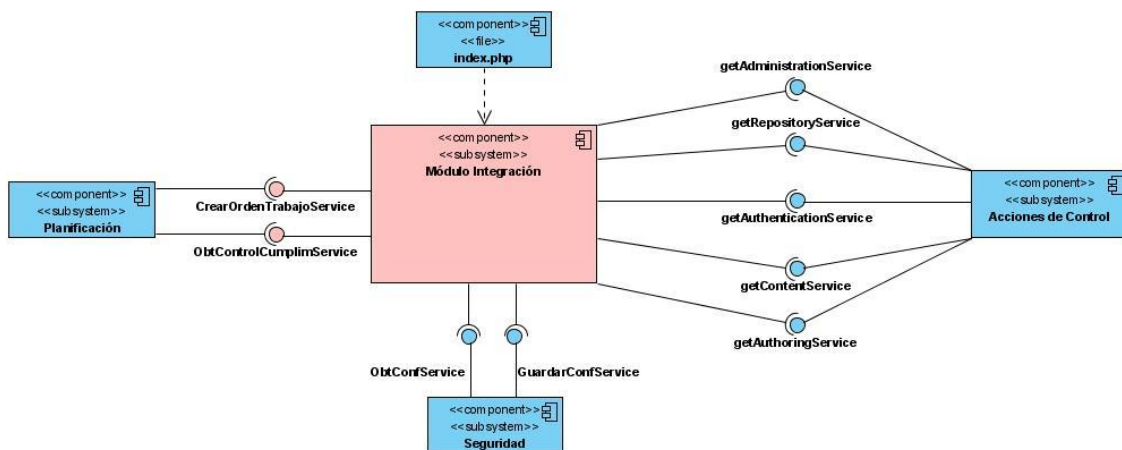 <<component>>
<<file>>
index.php
getAdministrationService
getRepositoryService
<<component>>
<<subsystem>>
Módulo Integración
<<component>>
<<subsystem>>
Planificación
CrearOrdenTrabajoService
ObtControlCumplimService
<<component>>
<<subsystem>>
Acciones de Control
getAuthenticationService
getContentService
getAuthoringService
ObtConfService
GuardarConfService
<<component>>
<<subsystem>>
Seguridad